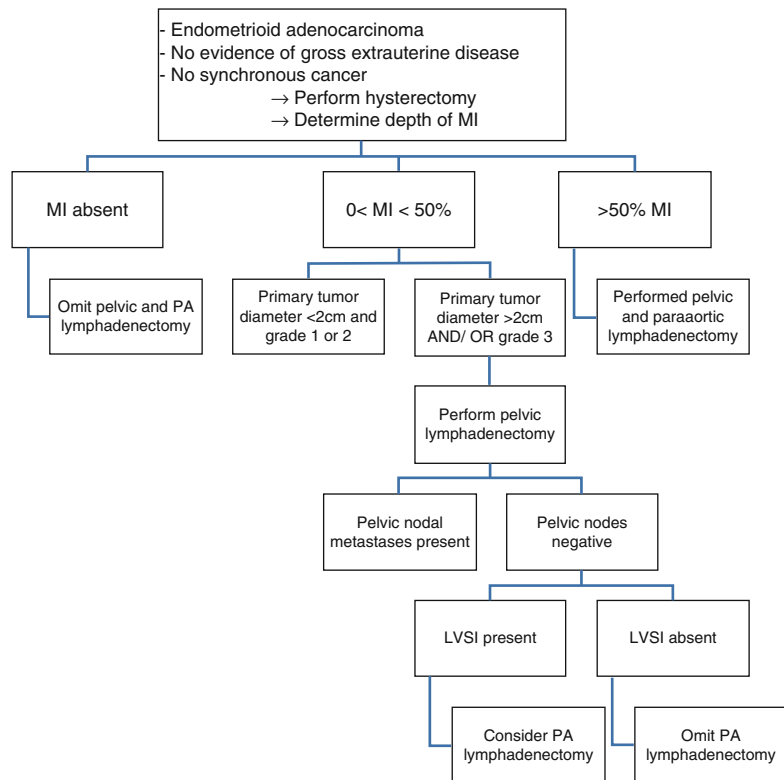 - Endometrioid adenocarcinoma
- No evidence of gross extrauterine disease
- No synchronous cancer
→ Perform hysterectomy
→ Determine depth of MI
MI absent
0< MI < 50%
>50% MI
Omit pelvic and PA
lymphadenectomy
Primary tumor
diameter <2cm and
grade 1 or 2
Primary tumor
diameter >2cm
AND/ OR grade 3
Performed pelvic
and paraaortic
lymphadenectomy
Perform pelvic
lymphadenectomy
Pelvic nodal
metastases present
Pelvic nodes
negative
LVSI present
LVSI absent
Consider PA
lymphadenectomy
Omit PA
lymphadenectomy